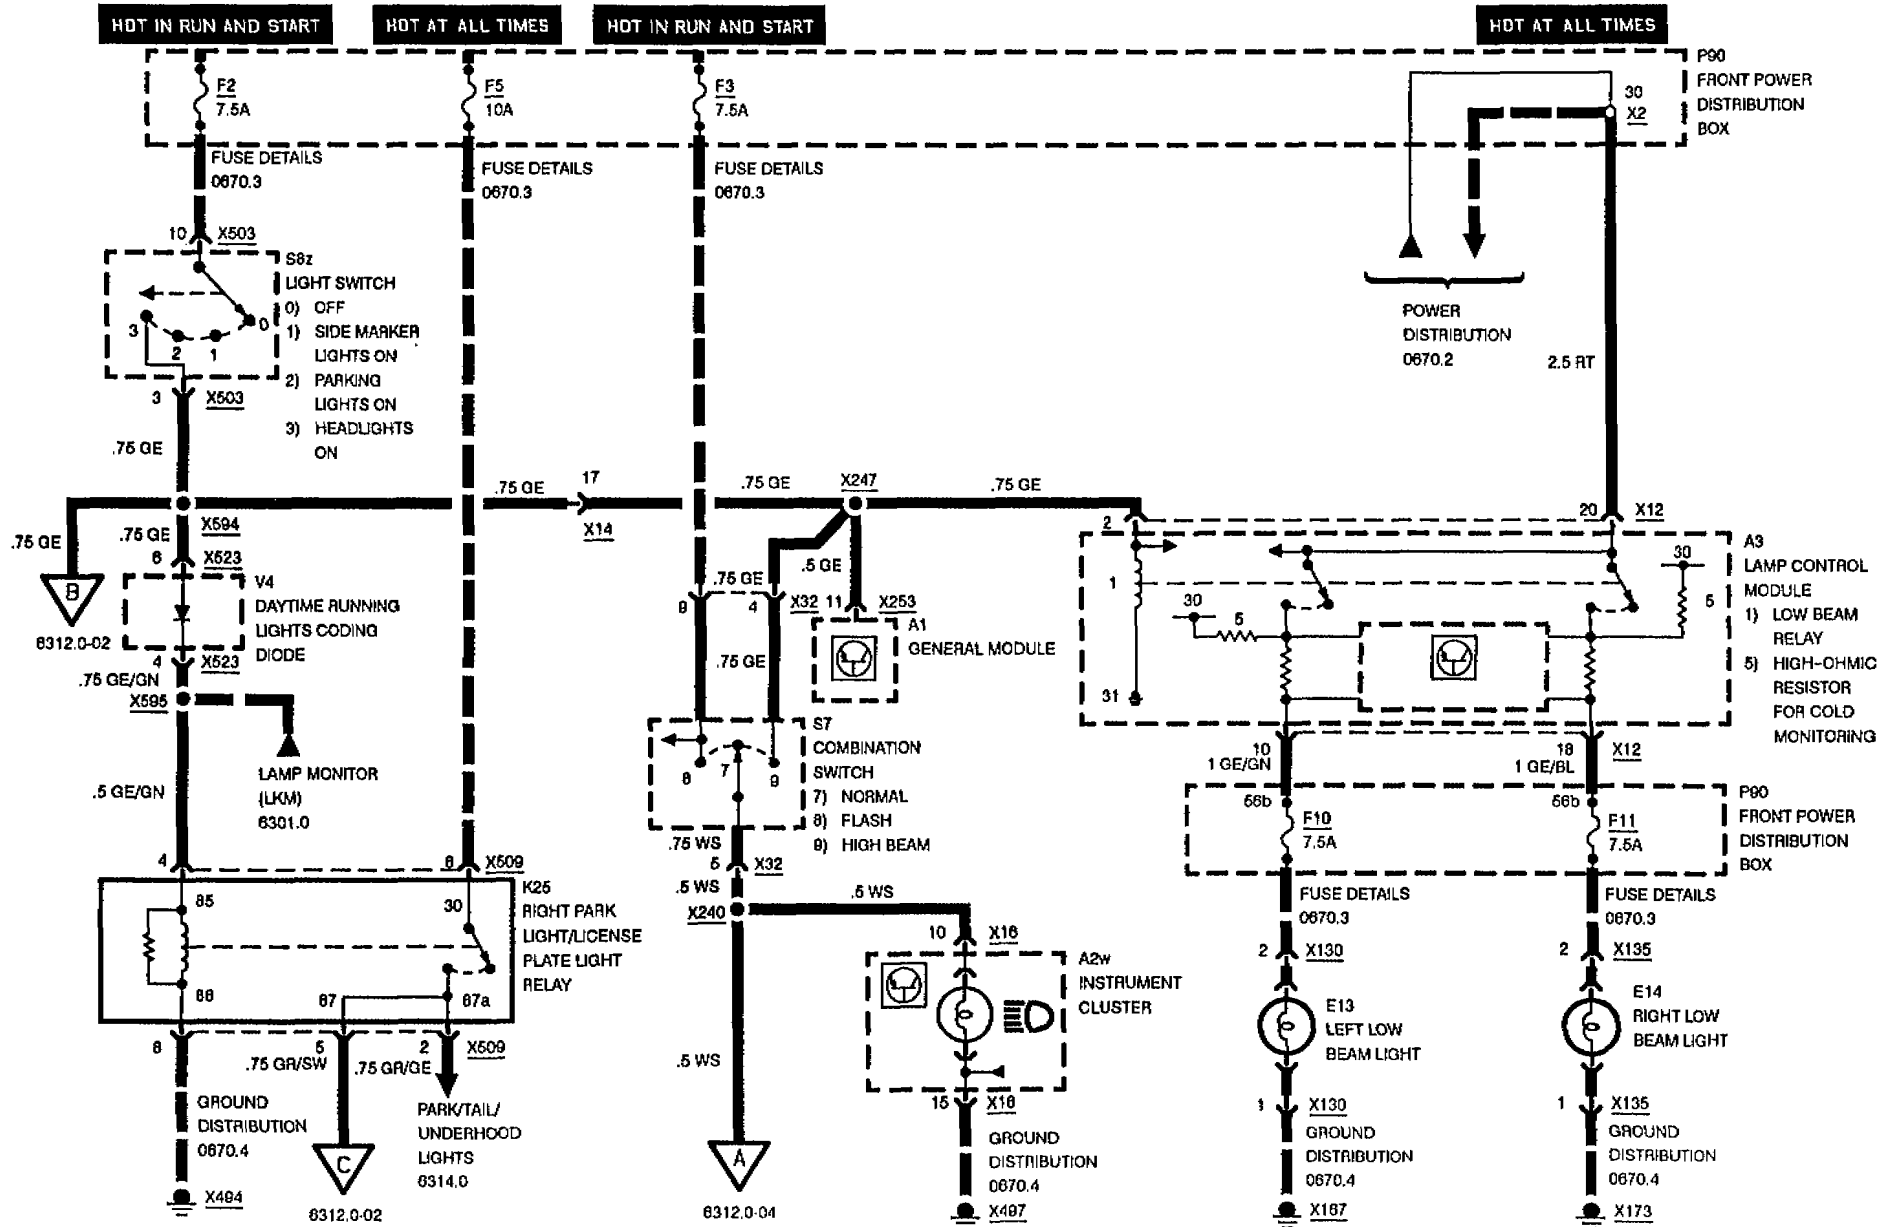 HOT IN RUN AND START
HOT AT ALL TIMES
HOT IN RUN AND START
HOT AT ALL TIMES
F2
7.5A
F5
10A
F3
7.5A
30
X2
P90
FRONT POWER
DISTRIBUTION
BOX
FUSE DETAILS
0670.3
FUSE DETAILS
0670.3
FUSE DETAILS
0670.3
10
X503
S8z
LIGHT SWITCH
0) OFF
1) SIDE MARKER
LIGHTS ON
2) PARKING
LIGHTS ON
3) HEADLIGHTS
ON
3
2
1
0
3
X503
POWER
DISTRIBUTION
0670.2
2.5 RT
.75 GE
.75 GE
17
X14
.75 GE
X247
.75 GE
2
20
X12
X594
.75 GE
.75 GE
6
X523
B
6312.0-02
V4
DAYTIME RUNNING
LIGHTS CODING
DIODE
4
X523
.75 GE/GN
X595
LAMP MONITOR
(LKM)
6301.0
.5 GE/GN
.5 GE
.75 GE
9
4
X32
11
X253
A1
GENERAL MODULE
.75 GE
A3
LAMP CONTROL
MODULE
1) LOW BEAM
RELAY
5) HIGH-OHMIC
RESISTOR
FOR COLD
MONITORING
1
30
5
30
5
31
S7
COMBINATION
SWITCH
7) NORMAL
8) FLASH
9) HIGH BEAM
8
7
9
10
1 GE/GN
18
1 GE/BL
X12
56b
F10
7.5A
56b
F11
7.5A
P90
FRONT POWER
DISTRIBUTION
BOX
.75 WS
5
X32
.5 WS
X240
.5 WS
4
6
X509
K25
RIGHT PARK
LIGHT/LICENSE
PLATE LIGHT
RELAY
85
30
86
87
87a
10
X16
A2w
INSTRUMENT
CLUSTER
FUSE DETAILS
0670.3
FUSE DETAILS
0670.3
2
X130
2
X135
E13
LEFT LOW
BEAM LIGHT
E14
RIGHT LOW
BEAM LIGHT
8
5
2
X509
.75 GR/SW
.75 GR/GE
.5 WS
15
X16
1
X130
1
X135
GROUND
DISTRIBUTION
0670.4
PARK/TAIL/
UNDERHOOD
LIGHTS
6314.0
GROUND
DISTRIBUTION
0670.4
GROUND
DISTRIBUTION
0670.4
GROUND
DISTRIBUTION
0670.4
X494
C
6312.0-02
A
6312.0-04
X497
X167
X173